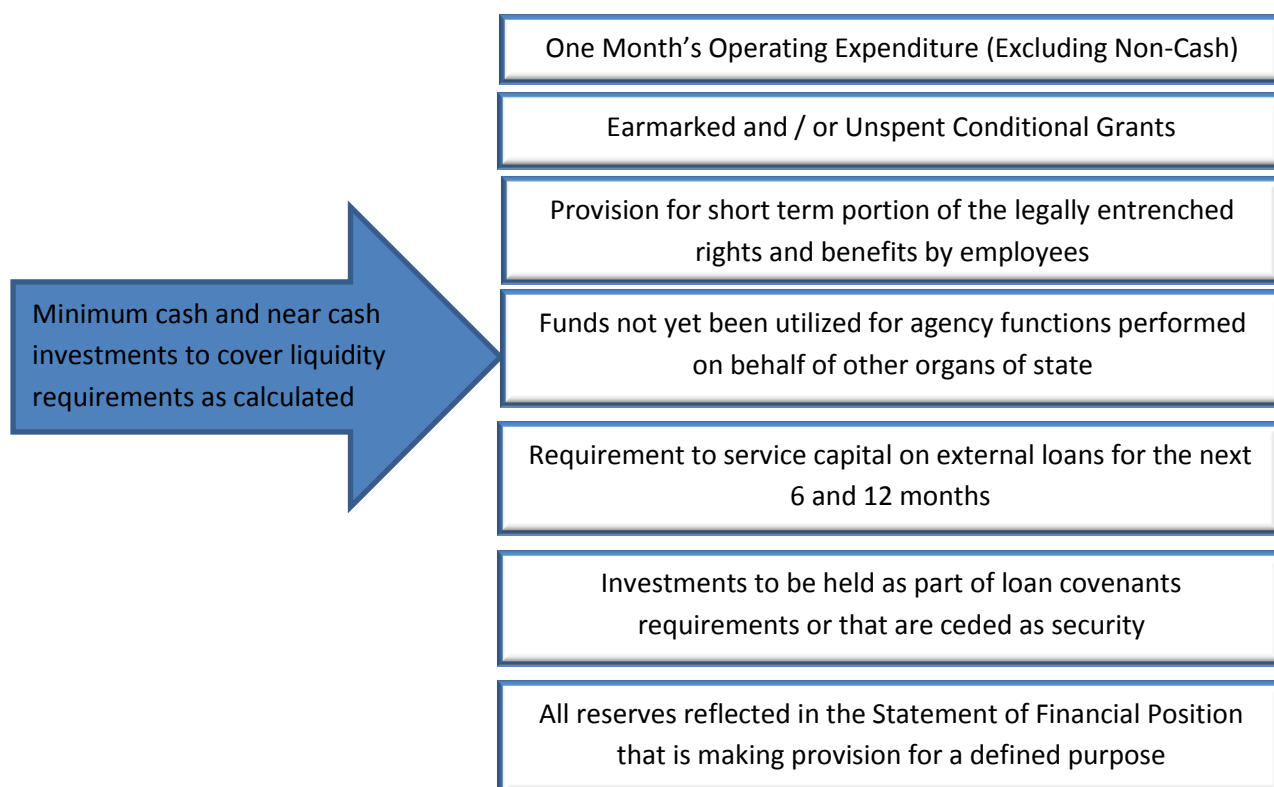 One Month’s Operating Expenditure (Excluding Non-Cash)
Earmarked and / or Unspent Conditional Grants
Provision for short term portion of the legally entrenched
rights and benefits by employees
Minimum cash and near cash
investments to cover liquidity
requirements as calculated
Funds not yet been utilized for agency functions performed
on behalf of other organs of state
Requirement to service capital on external loans for the next
6 and 12 months
Investments to be held as part of loan covenants
requirements or that are ceded as security
All reserves reflected in the Statement of Financial Position
that is making provision for a defined purpose